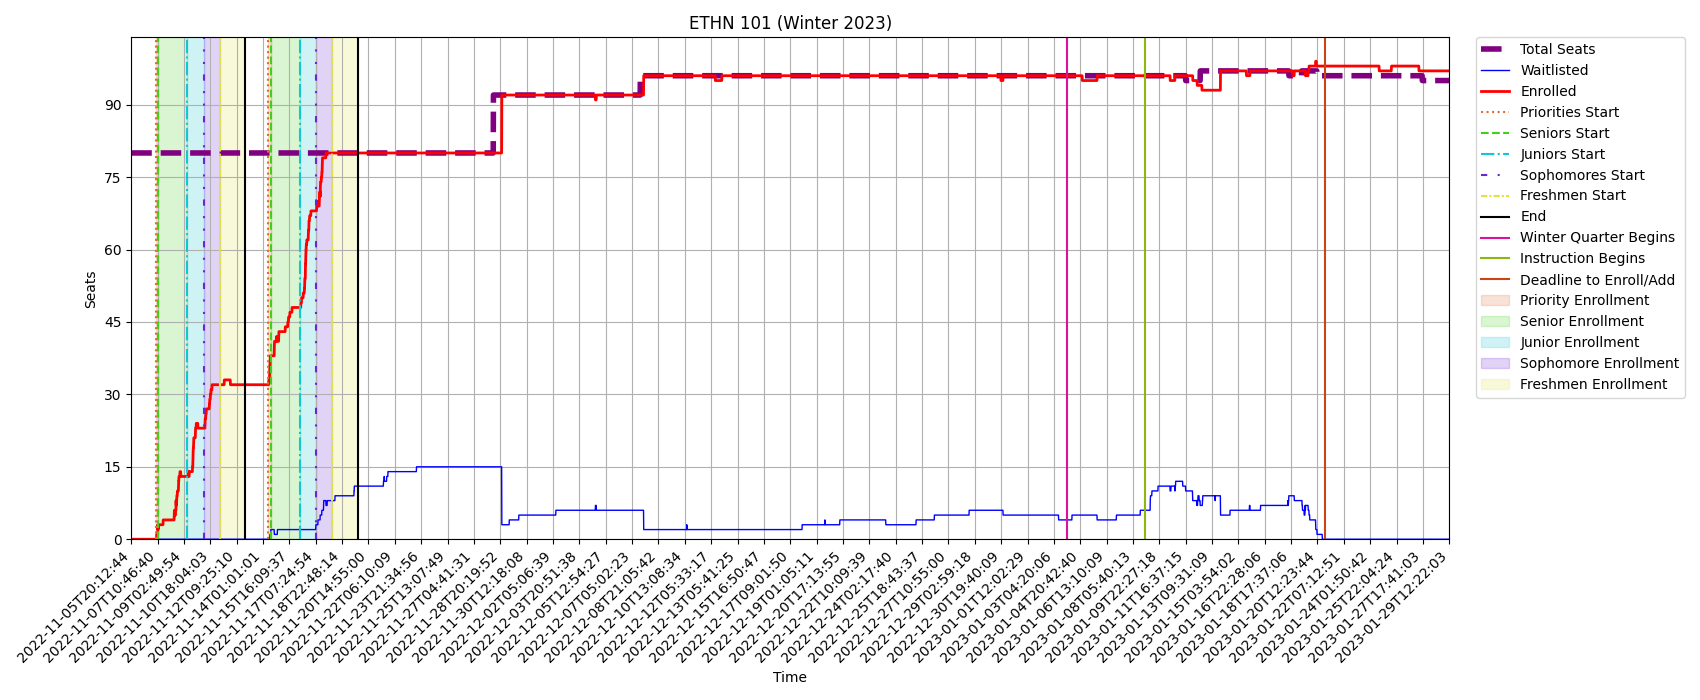 ETHN 101 (Winter 2023)
Seats
90
75
60
45
30
15
0
2022-11-05T20:12:44
2022-11-07T10:46:40
2022-11-09T02:49:54
2022-11-10T18:04:03
2022-11-12T09:25:10
2022-11-14T01:01:01
2022-11-15T16:09:37
2022-11-17T07:24:54
2022-11-18T22:48:14
2022-11-20T14:55:00
2022-11-22T06:10:09
2022-11-23T21:34:56
2022-11-25T13:07:49
2022-11-27T04:41:31
2022-11-28T20:19:52
2022-11-30T12:18:08
2022-12-02T05:06:39
2022-12-03T20:51:38
2022-12-05T12:54:27
2022-12-07T05:02:23
2022-12-08T21:05:42
2022-12-10T13:08:34
2022-12-12T05:33:17
2022-12-13T05:41:25
2022-12-15T16:50:47
2022-12-17T09:01:50
2022-12-19T01:05:11
2022-12-20T17:13:55
2022-12-22T10:09:39
2022-12-24T02:17:40
2022-12-25T18:43:37
2022-12-27T10:55:00
2022-12-29T02:59:18
2022-12-30T19:40:09
2023-01-01T12:02:29
2023-01-03T04:20:06
2023-01-04T20:42:40
2023-01-06T13:10:09
2023-01-08T05:40:13
2023-01-09T22:27:18
2023-01-11T16:37:15
2023-01-13T09:31:09
2023-01-15T03:54:02
2023-01-16T22:28:06
2023-01-18T17:37:06
2023-01-20T12:23:44
2023-01-22T07:12:51
2023-01-24T01:50:42
2023-01-25T22:04:24
2023-01-27T17:41:03
2023-01-29T12:22:03
Time
Total Seats
Waitlisted
Enrolled
Priorities Start
Seniors Start
Juniors Start
Sophomores Start
Freshmen Start
End
Winter Quarter Begins
Instruction Begins
Deadline to Enroll/Add
Priority Enrollment
Senior Enrollment
Junior Enrollment
Sophomore Enrollment
Freshmen Enrollment